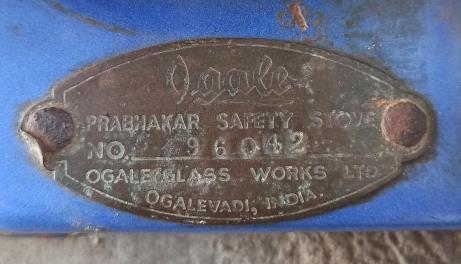 Ogale
PRABHAKAR SAFETY STOVE
NO. 96042
OGALE GLASS WORKS LTD.
OGALEVADI, INDIA.